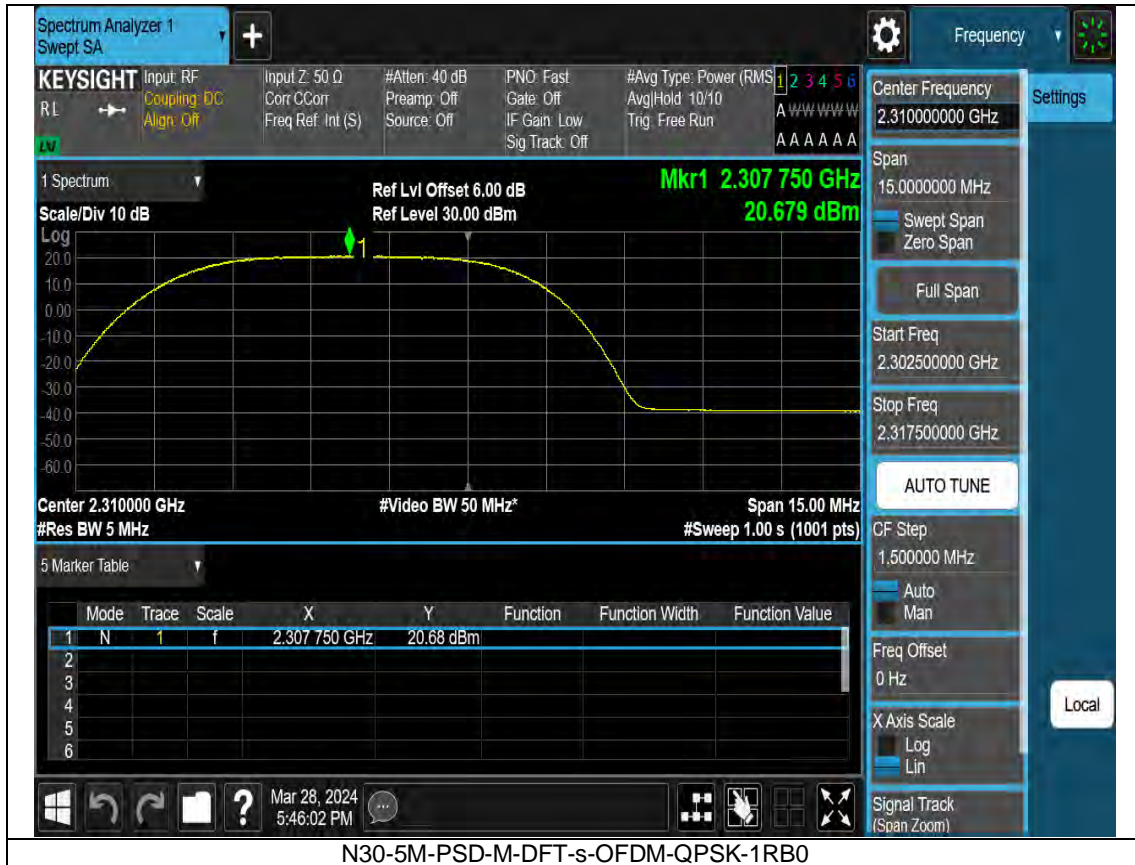 Spectrum Analyzer 1
Swept SA
+
Frequency
KEYSIGHT
RL
Input: RF
Coupling: DC
Align: Off
Input Z: 50 Ω
Corr CCorr
Freq Ref: Int (S)
#Atten: 40 dB
Preamp: Off
Source: Off
PNO: Fast
Gate: Off
IF Gain: Low
Sig Track: Off
#Avg Type: Power (RMS
Avg|Hold: 10/10
Trig: Free Run
1 2 3 4 5 6
A W W W W W
A A A A A A
1 Spectrum
Scale/Div 10 dB
Ref Lvl Offset 6.00 dB
Ref Level 30.00 dBm
Mkr1 2.307 750 GHz
20.679 dBm
Log
20.0
10.0
0.00
-10.0
-20.0
-30.0
-40.0
-50.0
-60.0
1
Center 2.310000 GHz
#Res BW 5 MHz
#Video BW 50 MHz*
Span 15.00 MHz
#Sweep 1.00 s (1001 pts)
5 Marker Table
Mode Trace Scale X Y Function Function Width Function Value
1 N 1 f 2.307 750 GHz 20.68 dBm
2
3
4
5
6
Mar 28, 2024
5:46:02 PM
?
Center Frequency
2.310000000 GHz
Settings
Span
15.0000000 MHz
Swept Span
Zero Span
Full Span
Start Freq
2.302500000 GHz
Stop Freq
2.317500000 GHz
AUTO TUNE
CF Step
1.500000 MHz
Auto
Man
Freq Offset
0 Hz
X Axis Scale
Log
Lin
Local
Signal Track
(Span Zoom)
N30-5M-PSD-M-DFT-s-OFDM-QPSK-1RB0